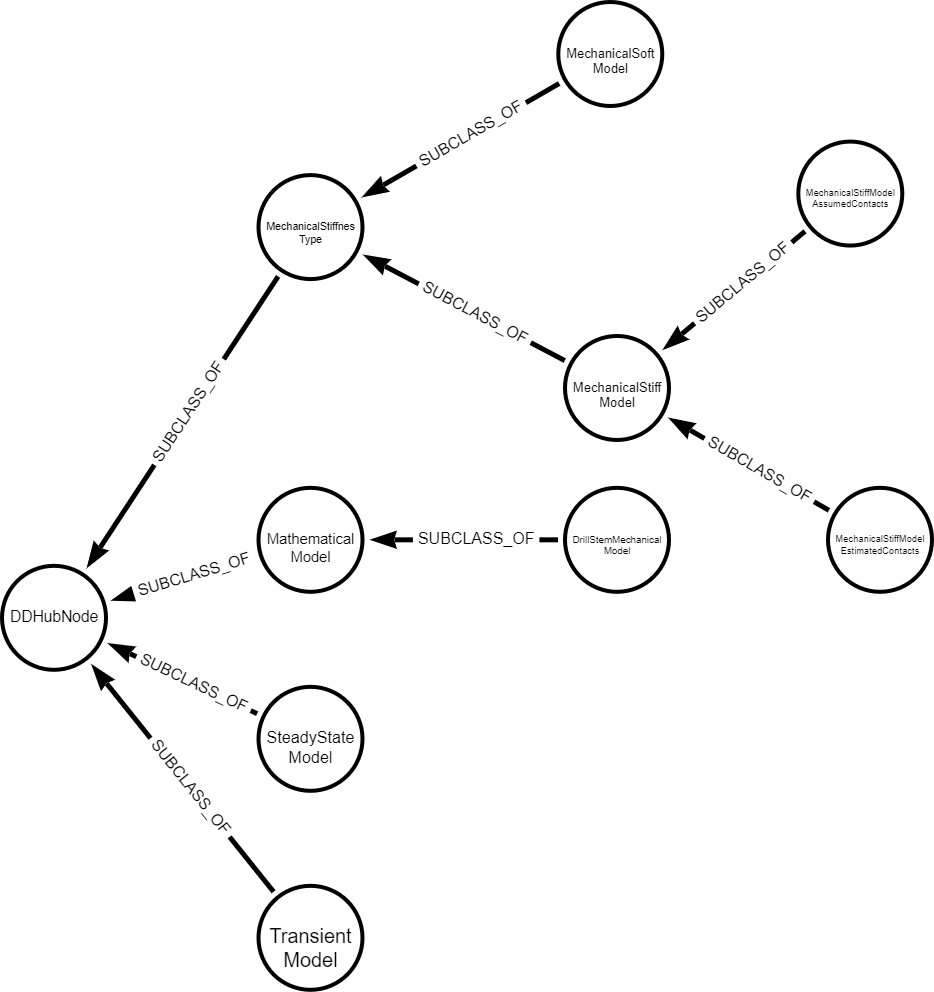 MechanicalSoft
Model
SUBCLASS_OF
MechanicalStiffModel
AssumedContacts
MechanicalStiffnes
Type
SUBCLASS_OF
SUBCLASS_OF
MechanicalStiff
Model
SUBCLASS_OF
SUBCLASS_OF
Mathematical
Model
SUBCLASS_OF
DrillStemMechanical
Model
MechanicalStiffModel
EstimatedContacts
SUBCLASS_OF
DDHubNode
SUBCLASS_OF
SteadyState
Model
SUBCLASS_OF
Transient
Model